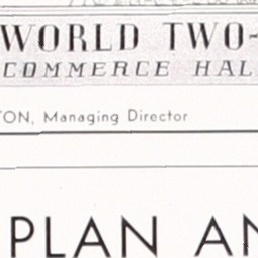 WORLD TWO-
COMMERCE HAL
TON, Managing Director
PLAN AN